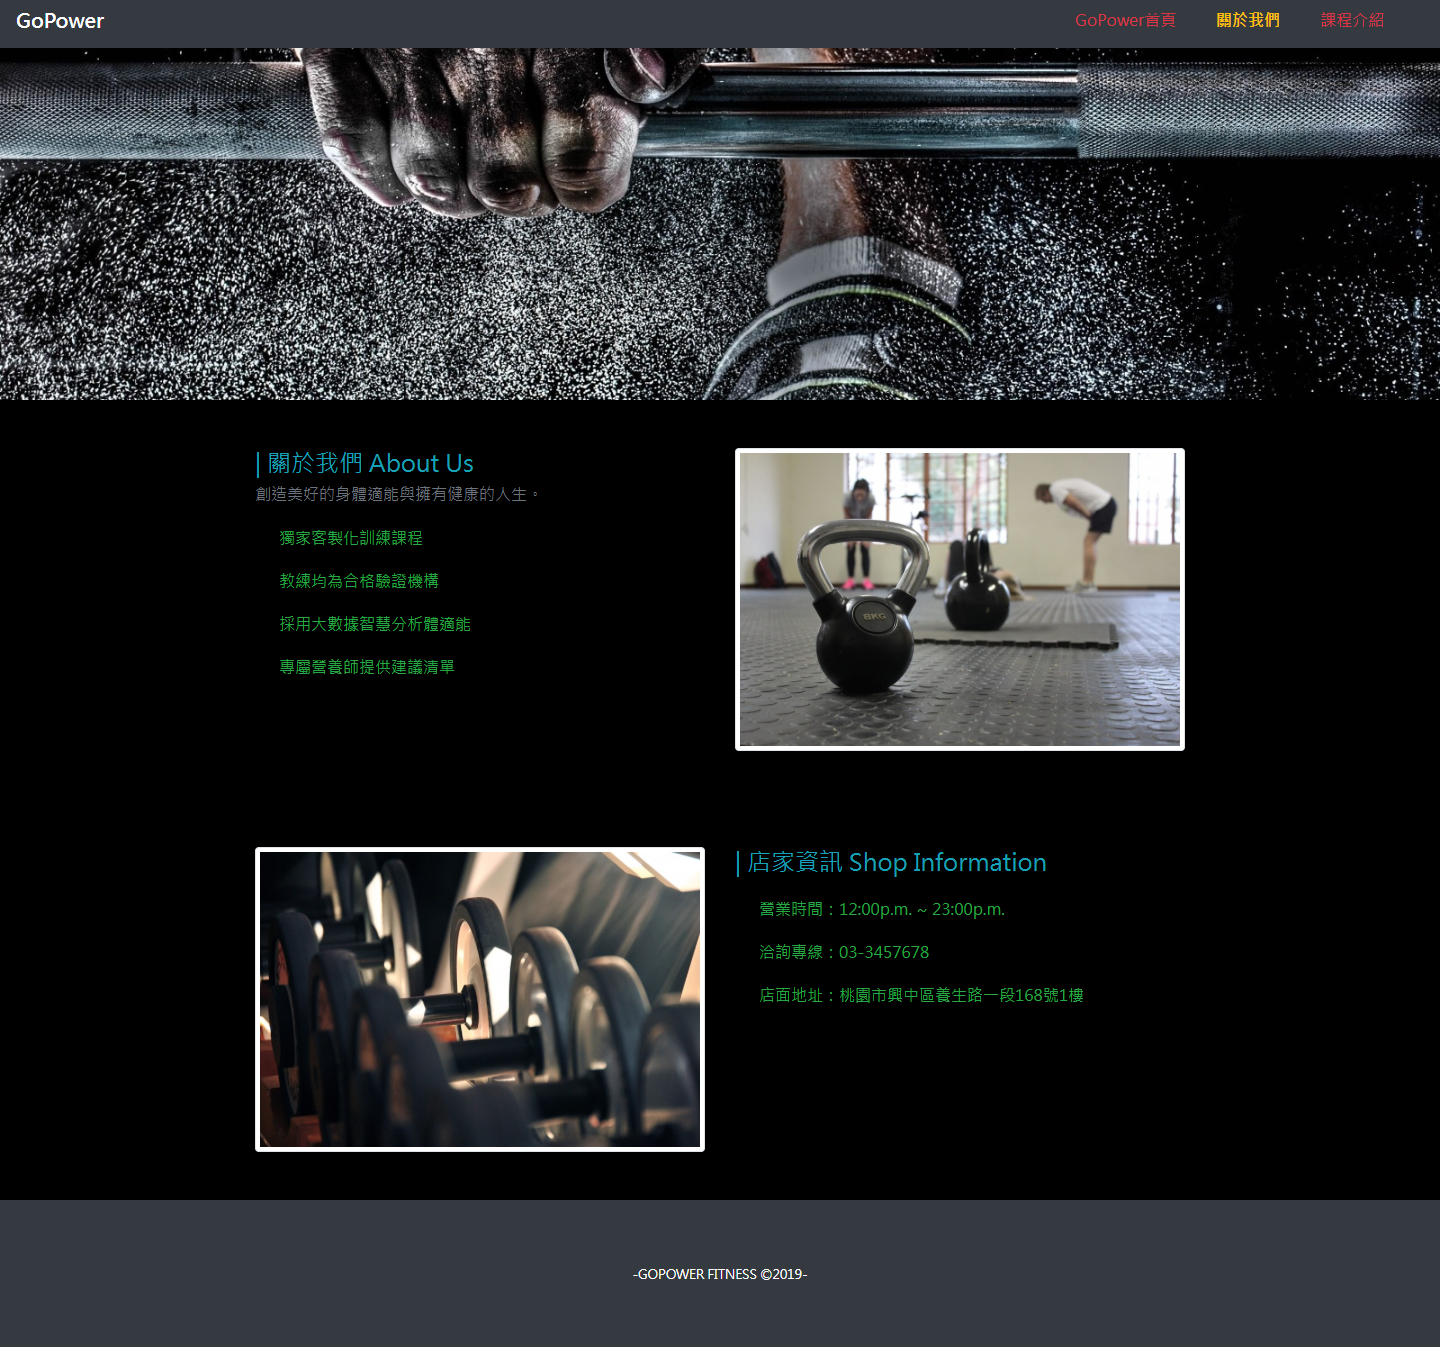 GoPower
GoPower首頁 關於我們 課程介紹
| 關於我們 About Us
創造美好的身體適能與擁有健康的人生。
獨家客製化訓練課程
教練均為合格驗證機構
採用大數據智慧分析體適能
專屬營養師提供建議清單
8KG
| 店家資訊 Shop Information
營業時間：12:00p.m. ~ 23:00p.m.
洽詢專線：03-3457678
店面地址：桃園市興中區養生路一段168號1樓
-GOPOWER FITNESS ©2019-